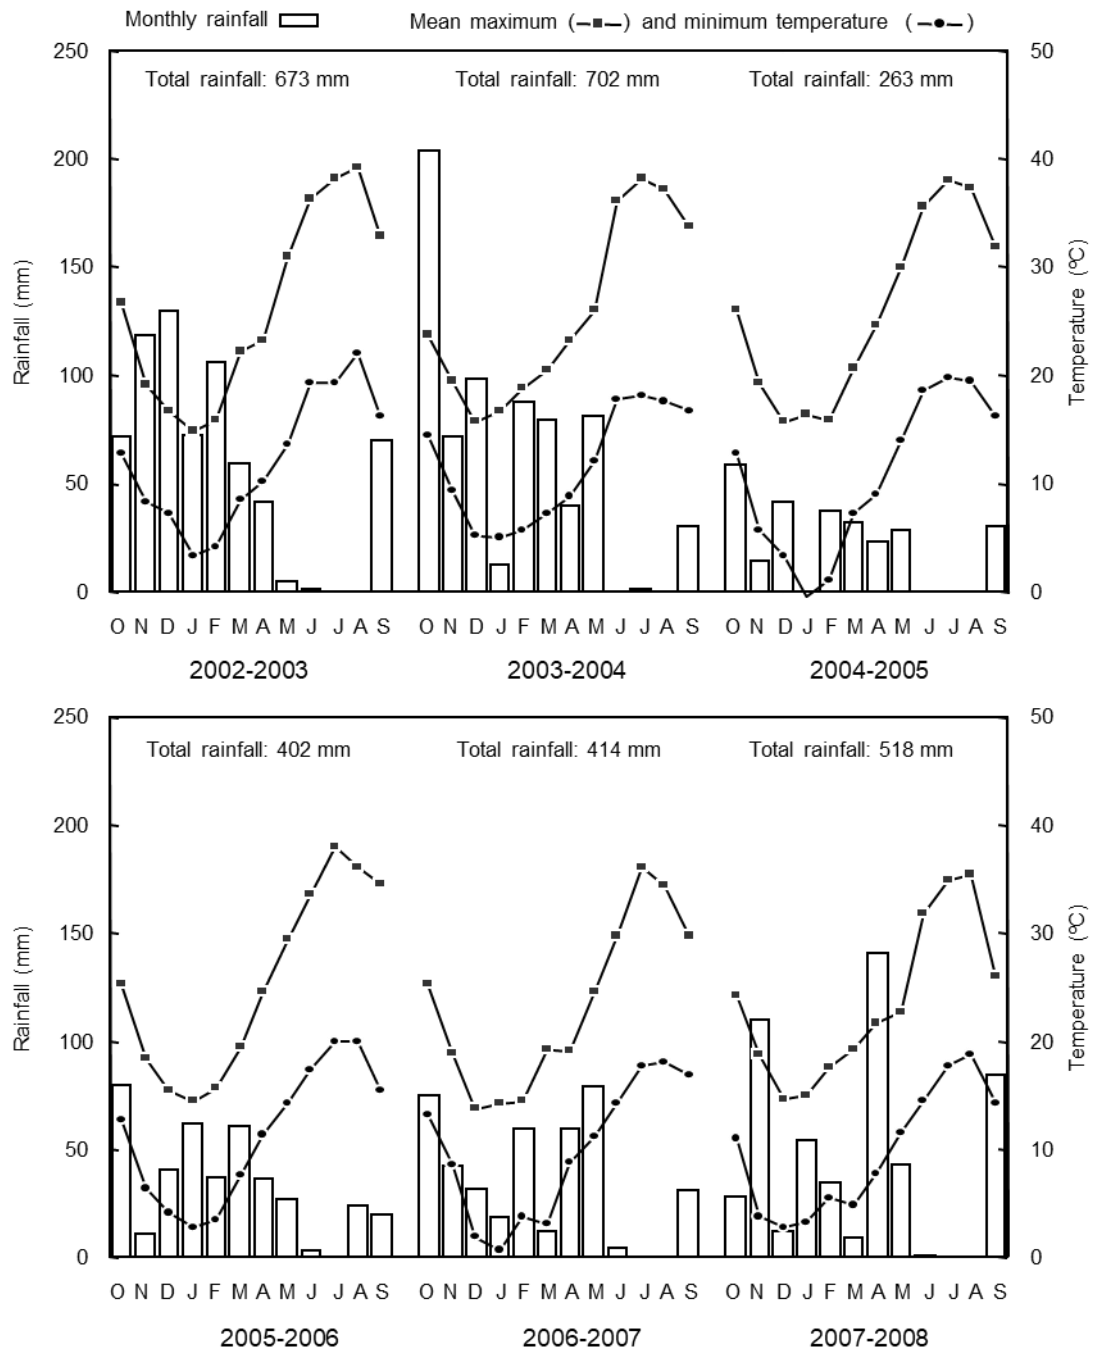 Monthly rainfall
Mean maximum ( ) and minimum temperature ( )
250 50
Total rainfall: 673 mm Total rainfall: 702 mm Total rainfall: 263 mm
200 40
150 30
100 20
50 10
0 0
Rainfall (mm)
Temperature (ºC)
O N D J F M A M J J A S O N D J F M A M J J A S O N D J F M A M J J A S
2002-2003 2003-2004 2004-2005
250 50
Total rainfall: 402 mm Total rainfall: 414 mm Total rainfall: 518 mm
200 40
150 30
100 20
50 10
0 0
Rainfall (mm)
Temperature (ºC)
O N D J F M A M J J A S O N D J F M A M J J A S O N D J F M A M J J A S
2005-2006 2006-2007 2007-2008